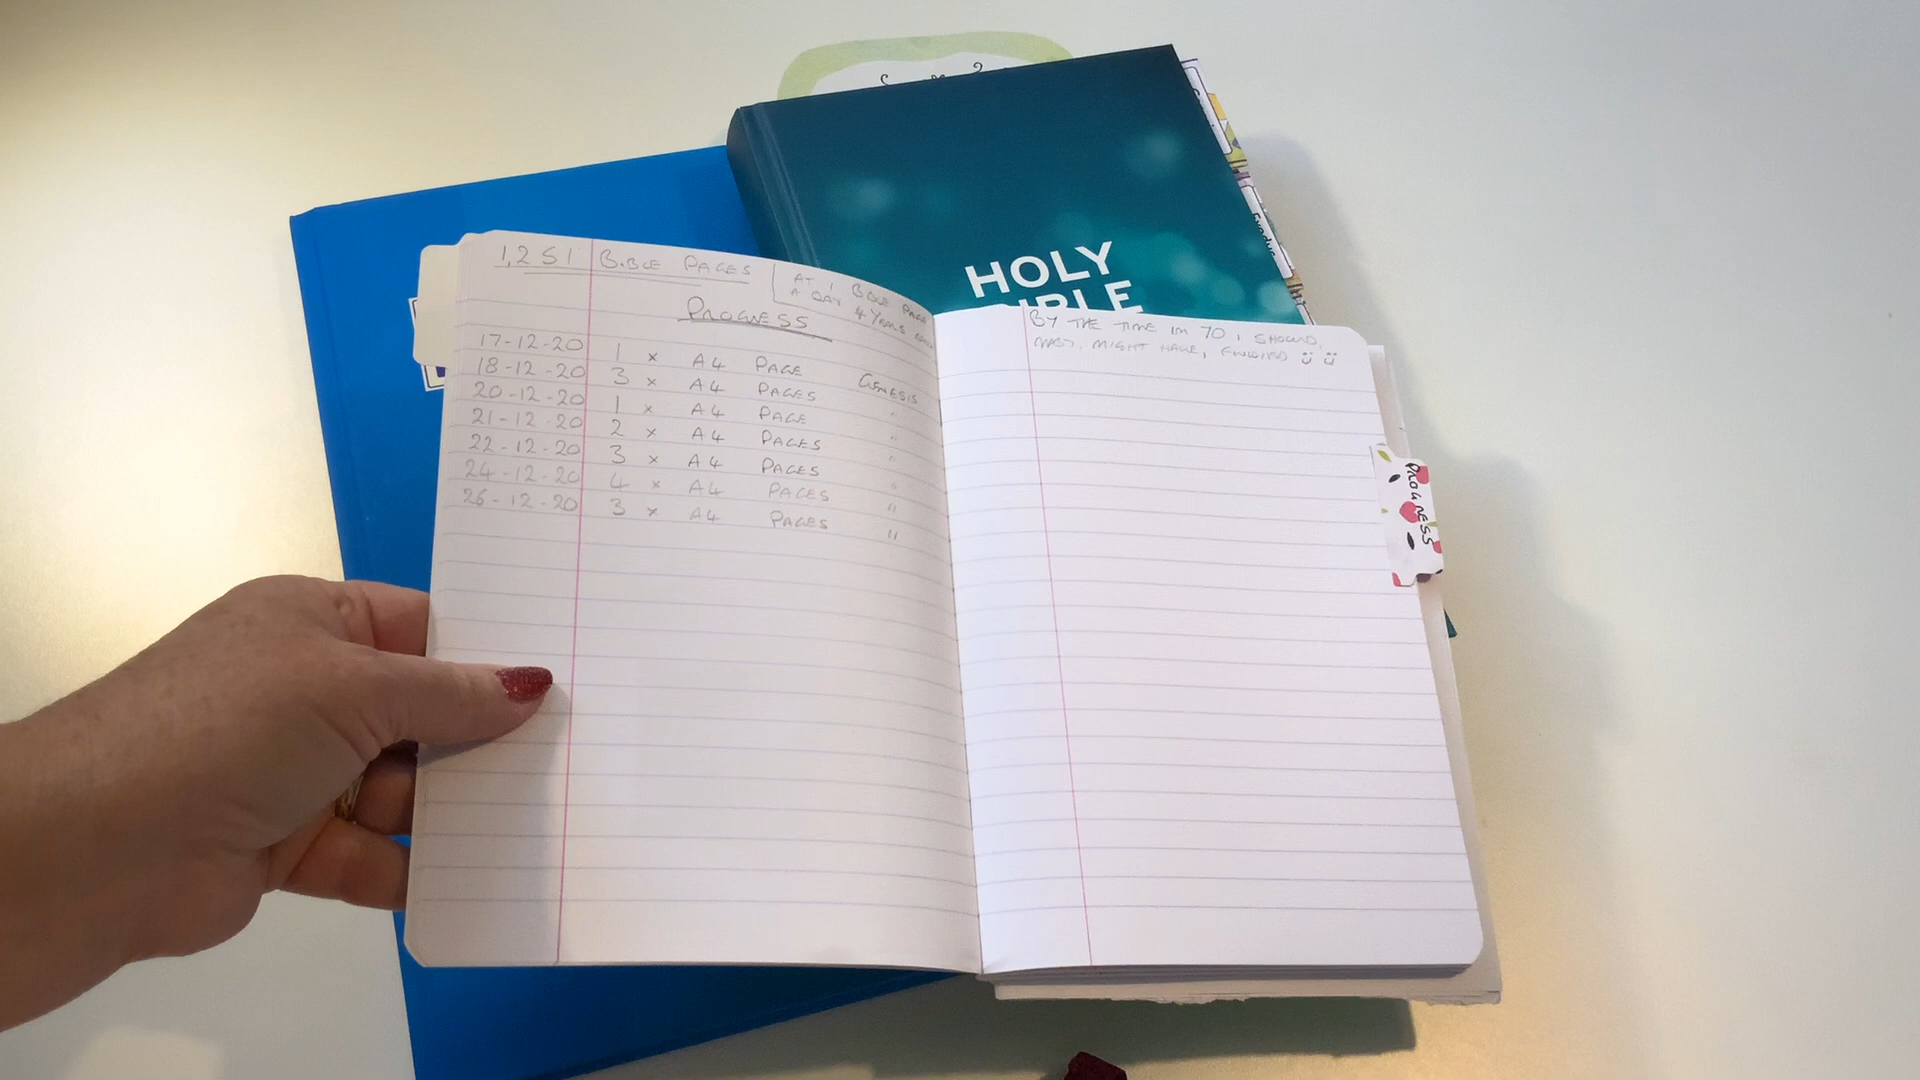 1,251 BIBLE PAGES
AT 1 BIBLE PAGE
A DAY 4 YEARS
PROGRESS
17-12-20 1 x A4 PAGE GENESIS
18-12-20 3 x A4 PAGES "
20-12-20 1 x A4 PAGE "
21-12-20 2 x A4 PAGES "
22-12-20 3 x A4 PAGES "
24-12-20 4 x A4 PAGES "
26-12-20 3 x A4 PAGES "
BY THE TIME IM 70 I SHOULD,
MAY, MIGHT HAVE, FINISHED
PROGRESS
HOLY
BIBLE
Exodus